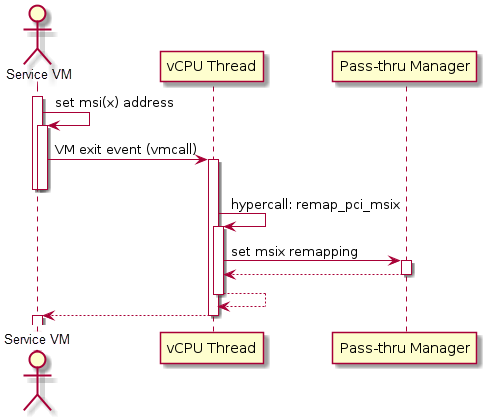 Service VM
vCPU Thread
Pass-thru Manager
set msi(x) address
VM exit event (vmcall)
hypercall: remap_pci_msix
set msix remapping
Service VM
vCPU Thread
Pass-thru Manager